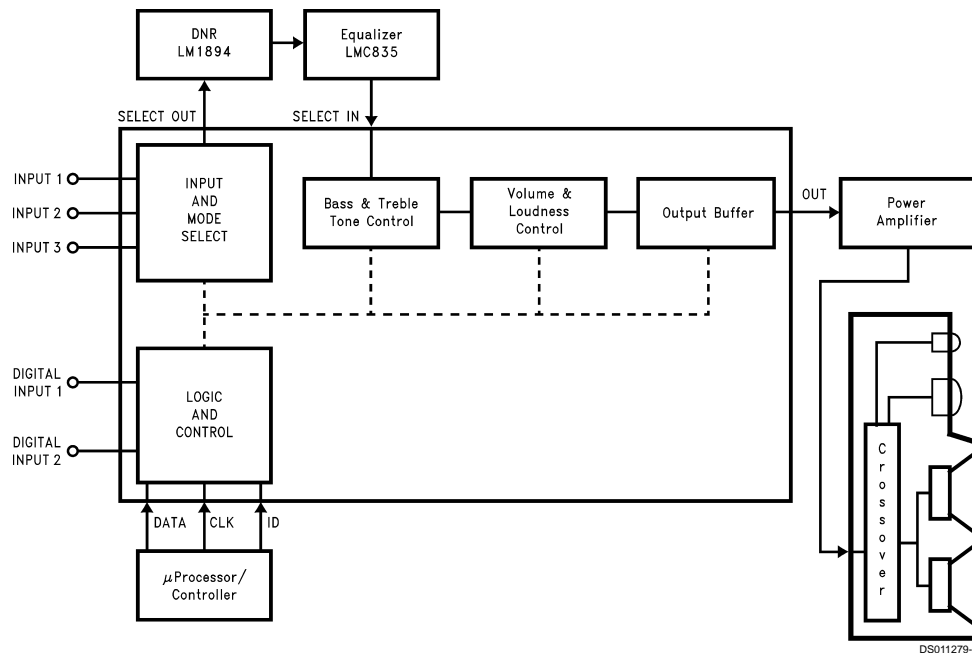 DNR
LM1894
Equalizer
LMC835
SELECT OUT
SELECT IN
INPUT 1
INPUT 2
INPUT 3
INPUT
AND
MODE
SELECT
Bass & Treble
Tone Control
Volume &
Loudness
Control
Output Buffer
OUT
Power
Amplifier
DIGITAL
INPUT 1
DIGITAL
INPUT 2
LOGIC
AND
CONTROL
Crossover
DATA
CLK
ID
μProcessor/
Controller
DS011279-